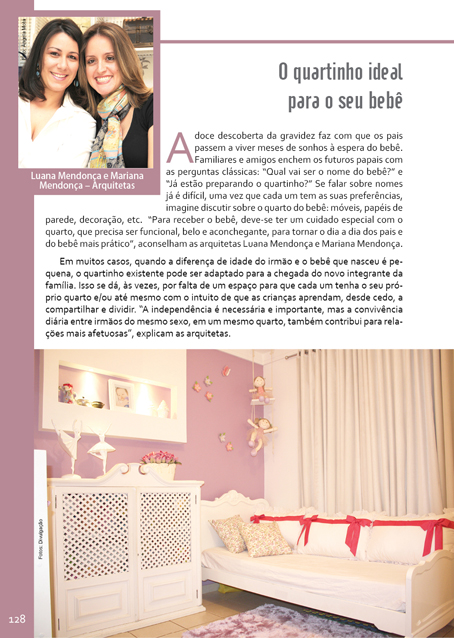 Foto: Angela Mota
Luana Mendonça e Mariana
Mendonça – Arquitetas
O quartinho ideal
para o seu bebê
A doce descoberta da gravidez faz com que os pais
passem a viver meses de sonhos à espera do bebê.
Familiares e amigos enchem os futuros papais com
as perguntas clássicas: “Qual vai ser o nome do bebê?” e
“Já estão preparando o quartinho?” Se falar sobre nomes
já é difícil, uma vez que cada um tem as suas preferências,
imagine discutir sobre o quarto do bebê: móveis, papéis de
parede, decoração, etc. “Para receber o bebê, deve-se ter um cuidado especial com o
quarto, que precisa ser funcional, belo e aconchegante, para tornar o dia a dia dos pais e
do bebê mais prático”, aconselham as arquitetas Luana Mendonça e Mariana Mendonça.
Em muitos casos, quando a diferença de idade do irmão e o bebê que nasceu é pe-
quena, o quartinho existente pode ser adaptado para a chegada do novo integrante da
família. Isso se dá, às vezes, por falta de um espaço para que cada um tenha o seu pró-
prio quarto e/ou até mesmo com o intuito de que as crianças aprendam, desde cedo, a
compartilhar e dividir. “A independência é necessária e importante, mas a convivência
diária entre irmãos do mesmo sexo, em um mesmo quarto, também contribui para rela-
ções mais afetuosas”, explicam as arquitetas.
Fotos: Divulgação
128